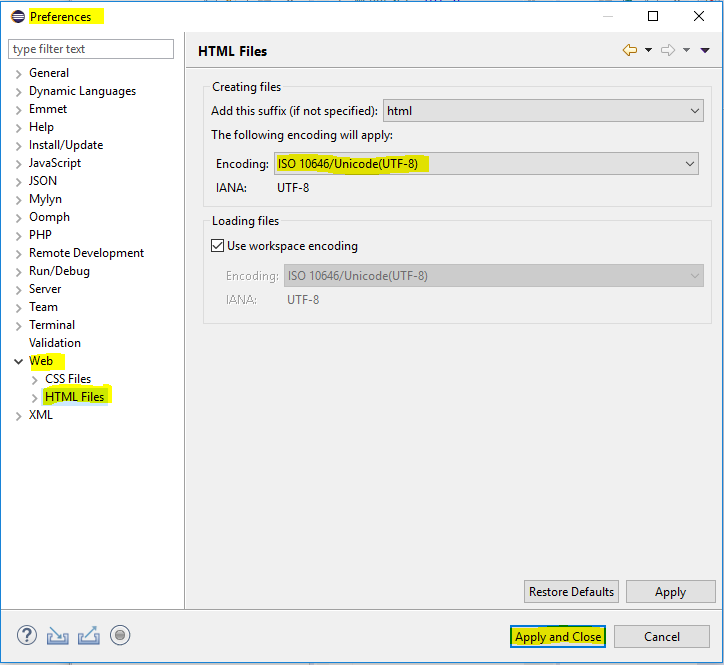 Preferences
type filter text
General
Dynamic Languages
Emmet
Help
Install/Update
JavaScript
JSON
Mylyn
Oomph
PHP
Remote Development
Run/Debug
Server
Team
Terminal
Validation
Web
CSS Files
HTML Files
XML
HTML Files
Creating files
Add this suffix (if not specified): html
The following encoding will apply:
Encoding: ISO 10646/Unicode(UTF-8)
IANA: UTF-8
Loading files
Use workspace encoding
Encoding: ISO 10646/Unicode(UTF-8)
IANA: UTF-8
Restore Defaults Apply
? Apply and Close Cancel